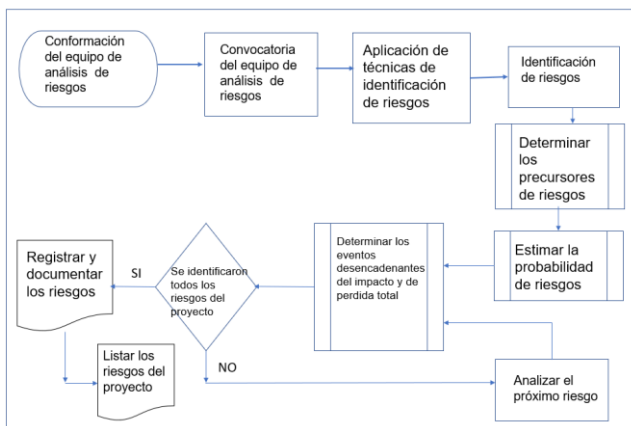 Conformación
del equipo de
análisis de
riesgos
Convocatoria
del equipo de
análisis de
riesgos
Aplicación de
técnicas de
identificación
de riesgos
Identificación
de riesgos
Determinar
los
precursores
de riesgos
Estimar la
probabilidad
de riesgos
Determinar los
eventos
desencadenantes
del impacto y de
perdida total
Se identificaron
todos los
riesgos del
proyecto
SI
Registrar y
documentar
los riesgos
Listar los
riesgos del
proyecto
NO
Analizar el
próximo riesgo